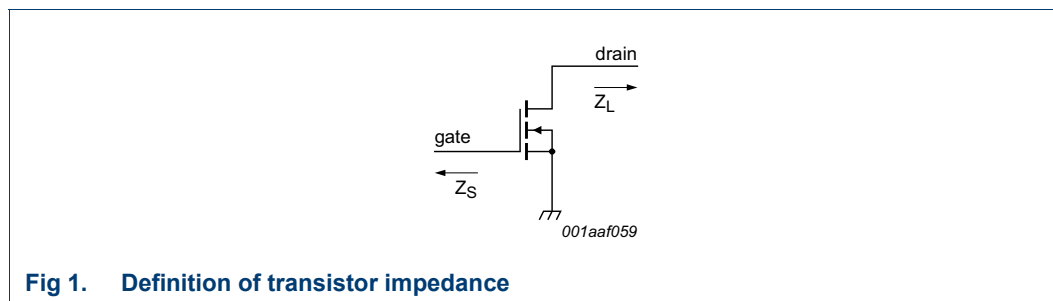 drain
Z_L
gate
Z_S
001aaf059
Fig 1. Definition of transistor impedance